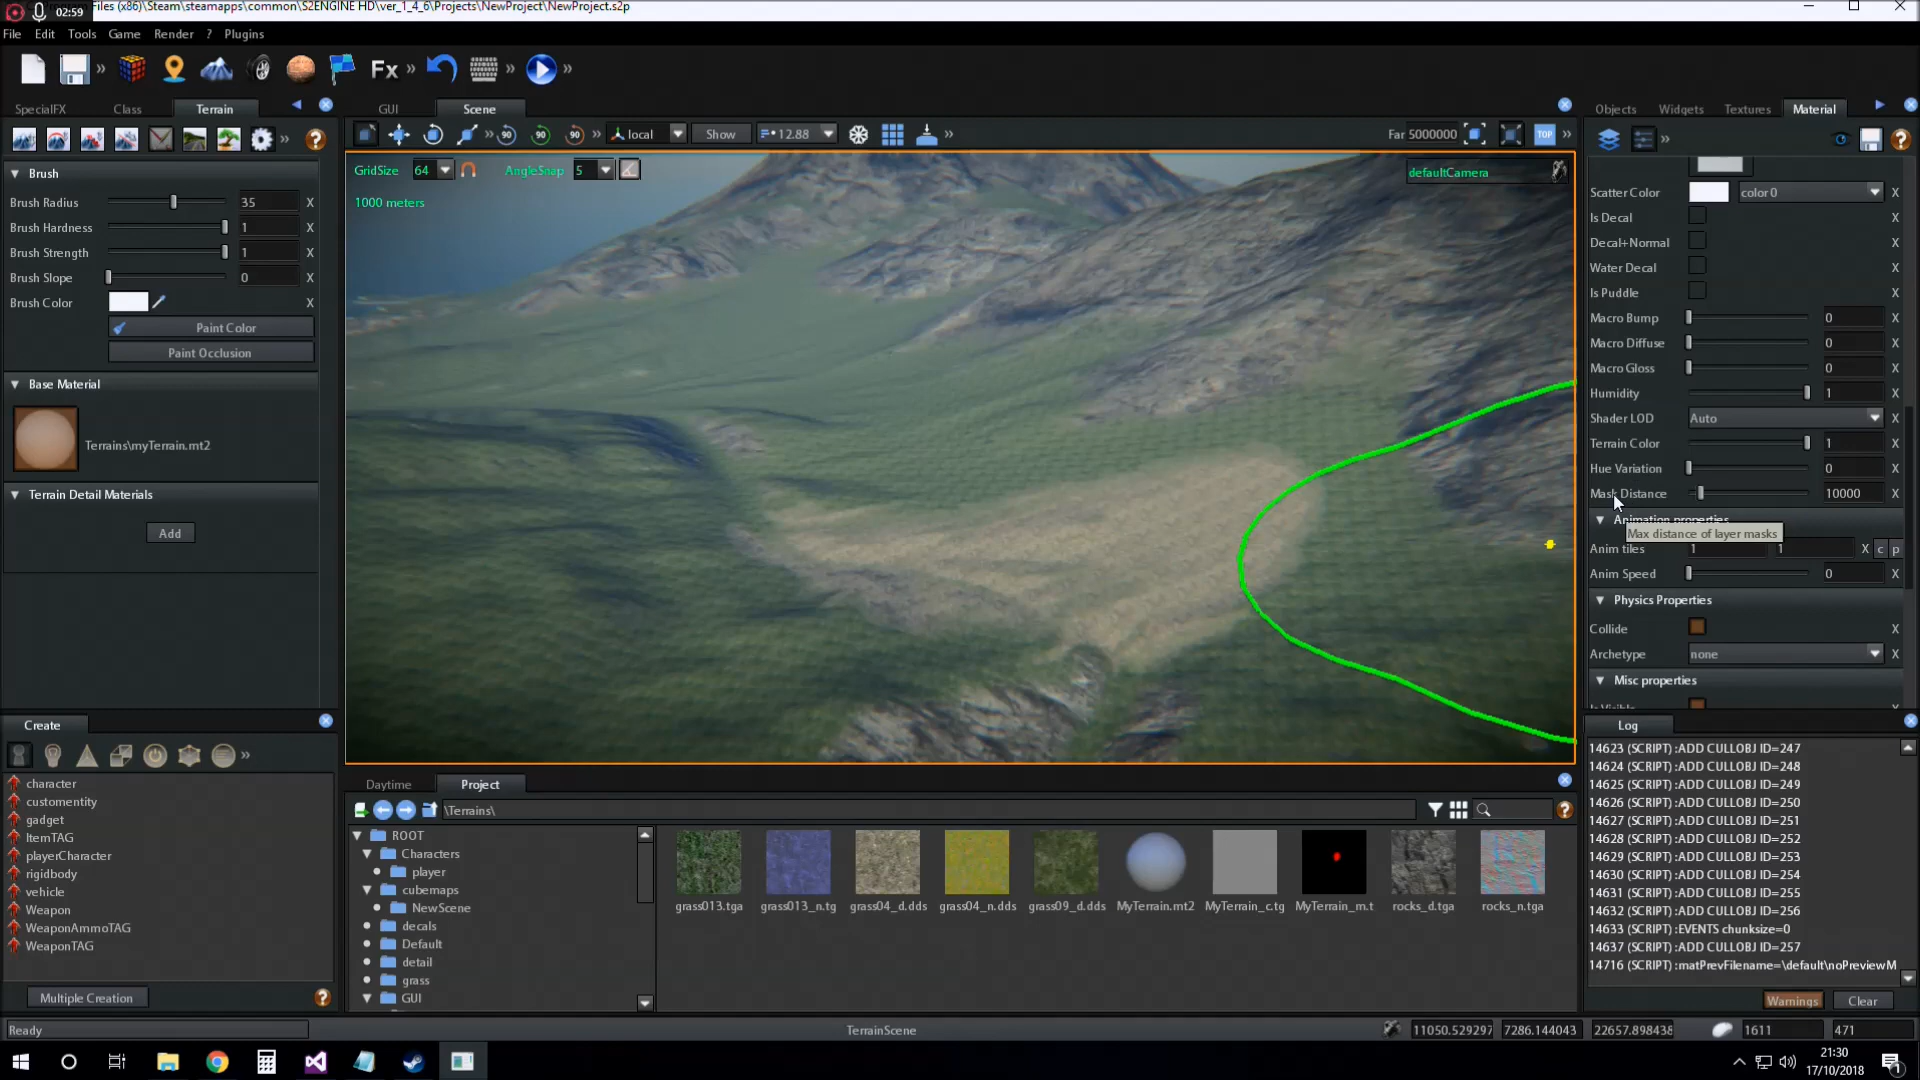 02:59
Program Files (x86)\Steam\steamapps\common\S2ENGINE HD\ver_1_4_6\Projects\NewProject\NewProject.s2p
File Edit Tools Game Render ? Plugins
Fx
SpecialFX Class Terrain
Brush
Brush Radius 35 X
Brush Hardness 1 X
Brush Strength 1 X
Brush Slope 0 X
Brush Color X
Paint Color
Paint Occlusion
Base Material
Terrains\myTerrain.mt2
Terrain Detail Materials
Add
Create
character
customentity
gadget
ItemTAG
playerCharacter
rigidbody
vehicle
Weapon
WeaponAmmoTAG
WeaponTAG
Multiple Creation
GUI Scene
90 90 90 local Show 12.88 Far 5000000 TOP
GridSize 64 AngleSnap 5 defaultCamera
1000 meters
Daytime Project
\Terrains\
ROOT
Characters
player
cubemaps
NewScene
decals
Default
detail
grass
GUI
grass013.tga grass013_n.tg grass04_d.dds grass04_n.dds grass09_d.dds MyTerrain.mt2 MyTerrain_c.tg MyTerrain_m.t rocks_d.tga rocks_n.tga
Objects Widgets Textures Material
Scatter Color color 0 X
Is Decal X
Decal+Normal X
Water Decal X
Is Puddle X
Macro Bump 0 X
Macro Diffuse 0 X
Macro Gloss 0 X
Humidity 1 X
Shader LOD Auto X
Terrain Color 1 X
Hue Variation 0 X
Mask Distance 10000 X
Animation properties
Max distance of layer masks
Anim tiles 1 1 X c p
Anim Speed 0 X
Physics Properties
Collide X
Archetype none X
Misc properties
Log
14623 (SCRIPT) :ADD CULLOBJ ID=247
14624 (SCRIPT) :ADD CULLOBJ ID=248
14625 (SCRIPT) :ADD CULLOBJ ID=249
14626 (SCRIPT) :ADD CULLOBJ ID=250
14627 (SCRIPT) :ADD CULLOBJ ID=251
14628 (SCRIPT) :ADD CULLOBJ ID=252
14629 (SCRIPT) :ADD CULLOBJ ID=253
14630 (SCRIPT) :ADD CULLOBJ ID=254
14631 (SCRIPT) :ADD CULLOBJ ID=255
14632 (SCRIPT) :ADD CULLOBJ ID=256
14633 (SCRIPT) :EVENTS chunksize=0
14637 (SCRIPT) :ADD CULLOBJ ID=257
14716 (SCRIPT) :matPrevFilename=\default\noPreviewM
Warnings Clear
Ready TerrainScene 11050.529297 7286.144043 22657.898438 1611 471
21:30
17/10/2018